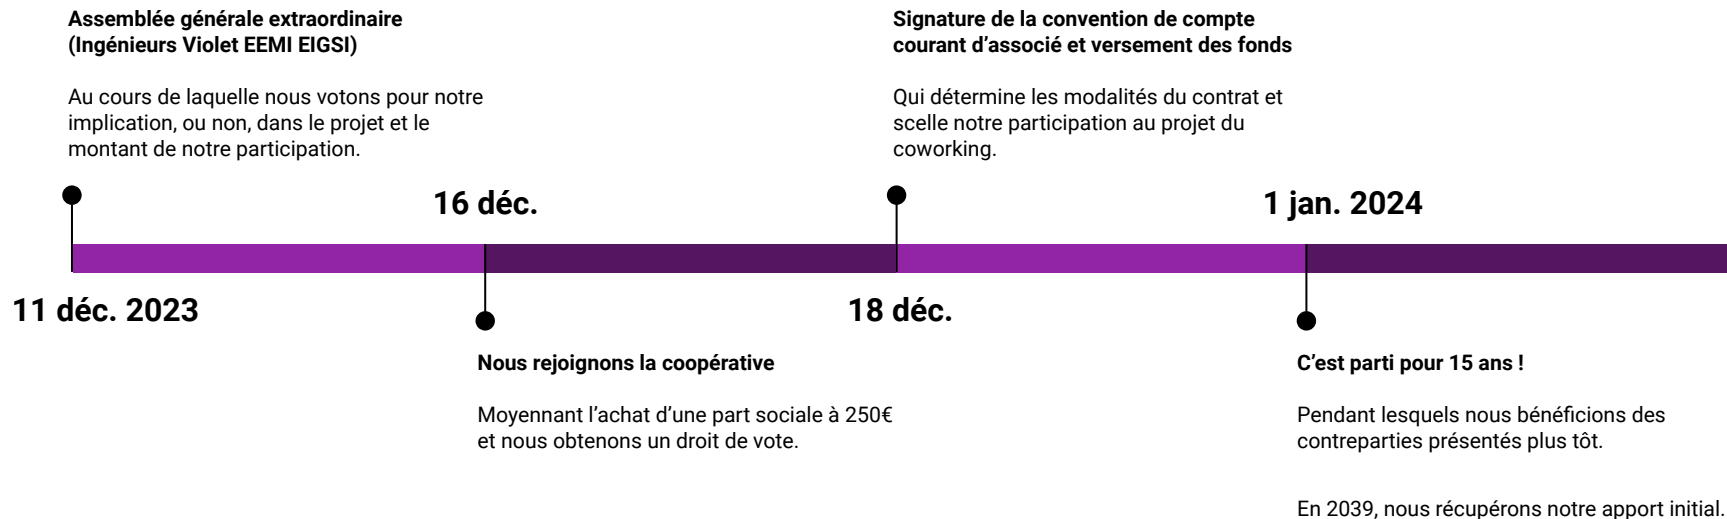 Assemblée générale extraordinaire
(Ingénieurs Violet EEMI EIGSI)
Au cours de laquelle nous votons pour notre
implication, ou non, dans le projet et le
montant de notre participation.
11 déc. 2023
16 déc.
Nous rejoignons la coopérative
Moyennant l’achat d’une part sociale à 250€
et nous obtenons un droit de vote.
Signature de la convention de compte
courant d’associé et versement des fonds
Qui détermine les modalités du contrat et
scelle notre participation au projet du
coworking.
18 déc.
1 jan. 2024
C’est parti pour 15 ans !
Pendant lesquels nous bénéficions des
contreparties présentés plus tôt.
En 2039, nous récupérons notre apport initial.